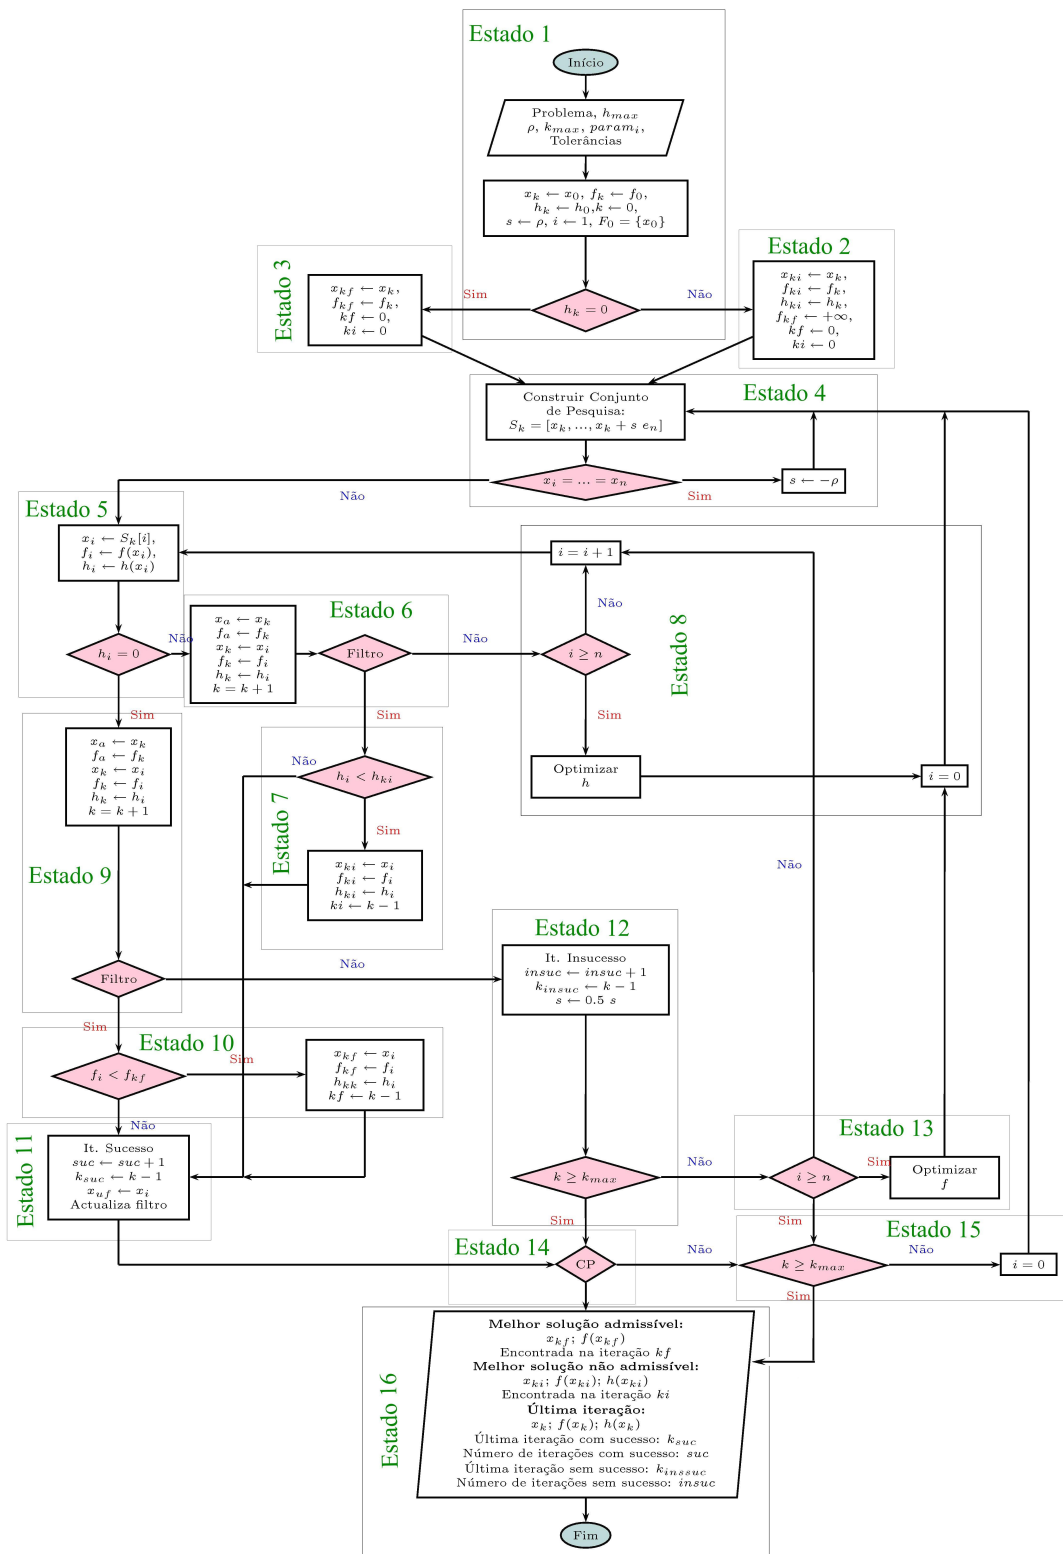 Estado 1
Início
Problema, h_max
ρ, k_max, param_i,
Tolerâncias
x_k ← x_0, f_k ← f_0,
h_k ← h_0,k ← 0,
s ← ρ, i ← 1, F_0 = {x_0}
h_k = 0
Sim
Não
Estado 2
x_ki ← x_k,
f_ki ← f_k,
h_ki ← h_k,
f_kf ← +∞,
kf ← 0,
ki ← 0
Estado 3
x_kf ← x_k,
f_kf ← f_k,
kf ← 0,
ki ← 0
Estado 4
Construir Conjunto
de Pesquisa:
S_k = [x_k, ..., x_k + s e_n]
x_i = ... = x_n
Não
Sim
s ← −ρ
Estado 5
x_i ← S_k[i],
f_i ← f(x_i),
h_i ← h(x_i)
h_i = 0
Não
Sim
Estado 6
x_a ← x_k
f_a ← f_k
x_k ← x_i
f_k ← f_i
h_k ← h_i
k = k + 1
Filtro
Não
Sim
Estado 8
i = i + 1
Não
i ≥ n
Sim
Optimizar
h
i = 0
Estado 7
h_i < h_ki
Não
Sim
x_ki ← x_i
f_ki ← f_i
h_ki ← h_i
ki ← k − 1
Estado 9
x_a ← x_k
f_a ← f_k
x_k ← x_i
f_k ← f_i
h_k ← h_i
k = k + 1
Filtro
Não
Sim
Estado 10
f_i < f_kf
Sim
Não
x_kf ← x_i
f_kf ← f_i
h_kk ← h_i
kf ← k − 1
Estado 11
It. Sucesso
suc ← suc + 1
k_suc ← k − 1
x_uf ← x_i
Actualiza filtro
Estado 12
It. Insucesso
insuc ← insuc + 1
k_insuc ← k − 1
s ← 0.5 s
k ≥ k_max
Não
Sim
Estado 13
i ≥ n
Não
Sim
Optimizar
f
Sim
Estado 14
CP
Não
Estado 15
k ≥ k_max
Não
Sim
i = 0
Estado 16
Melhor solução admissível:
x_kf; f(x_kf)
Encontrada na iteração kf
Melhor solução não admissível:
x_ki; f(x_ki); h(x_ki)
Encontrada na iteração ki
Última iteração:
x_k; f(x_k); h(x_k)
Última iteração com sucesso: k_suc
Número de iterações com sucesso: suc
Última iteração sem sucesso: k_inssuc
Número de iterações sem sucesso: insuc
Fim